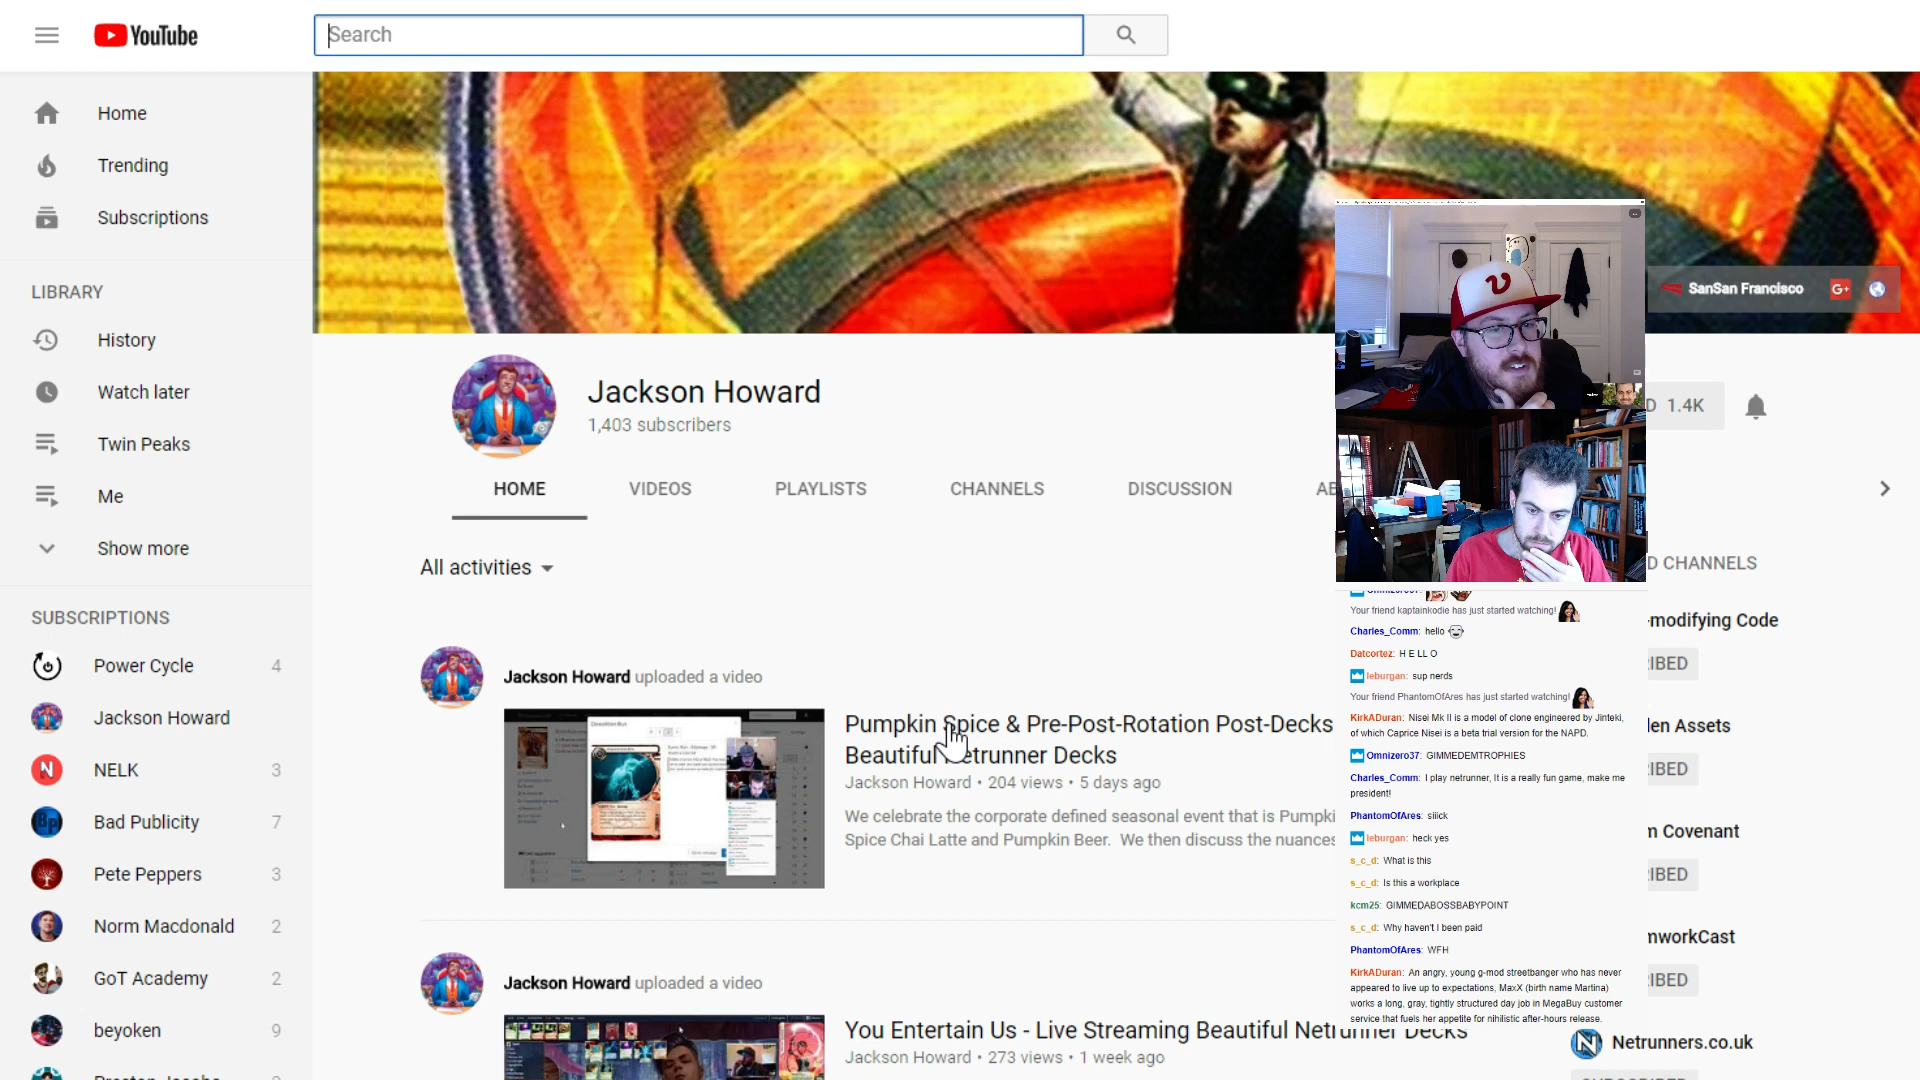 YouTube
Search
Home
Trending
Subscriptions
LIBRARY
History
Watch later
Twin Peaks
Me
Show more
SUBSCRIPTIONS
Power Cycle 4
Jackson Howard
NELK 3
Bad Publicity 7
Pete Peppers 3
Norm Macdonald 2
GoT Academy 2
beyoken 9
SanSan Francisco G+
Jackson Howard
1,403 subscribers
D 1.4K
HOME VIDEOS PLAYLISTS CHANNELS DISCUSSION AB
All activities
Jackson Howard uploaded a video
Pumpkin Spice & Pre-Post-Rotation Post-Decks
Beautiful Netrunner Decks
Jackson Howard • 204 views • 5 days ago
We celebrate the corporate defined seasonal event that is Pumpki
Spice Chai Latte and Pumpkin Beer. We then discuss the nuances
Jackson Howard uploaded a video
You Entertain Us - Live Streaming Beautiful Netrunner Decks
Jackson Howard • 273 views • 1 week ago
Your friend kaptainkodie has just started watching!
Charles_Comm: hello
Datcortez: H E L L O
leburgan: sup nerds
Your friend PhantomOfAres has just started watching!
KirkADuran: Nisei Mk II is a model of clone engineered by Jinteki,
of which Caprice Nisei is a beta trial version for the NAPD.
Omnizero37: GIMMEDEMTROPHIES
Charles_Comm: I play netrunner, It is a really fun game, make me
president!
PhantomOfAres: siiick
leburgan: heck yes
s_c_d: What is this
s_c_d: Is this a workplace
kcm25: GIMMEDABOSSBABYPOINT
s_c_d: Why haven't I been paid
PhantomOfAres: WFH
KirkADuran: An angry, young g-mod streetbanger who has never
appeared to live up to expectations, MaxX (birth name Martina)
works a long, gray, tightly structured day job in MegaBuy customer
service that fuels her appetite for nihilistic after-hours release.
D CHANNELS
-modifying Code
IBED
len Assets
IBED
m Covenant
IBED
mworkCast
IBED
Netrunners.co.uk